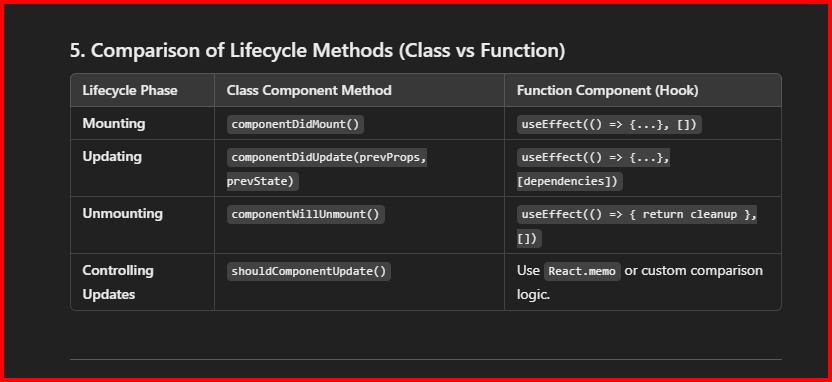 5. Comparison of Lifecycle Methods (Class vs Function)
Lifecycle Phase Class Component Method Function Component (Hook)
Mounting componentDidMount() useEffect(() => {...}, [])
Updating componentDidUpdate(prevProps, useEffect(() => {...},
prevState) [dependencies])
Unmounting componentWillUnmount() useEffect(() => { return cleanup },
[])
Controlling shouldComponentUpdate() Use React.memo or custom comparison
Updates logic.